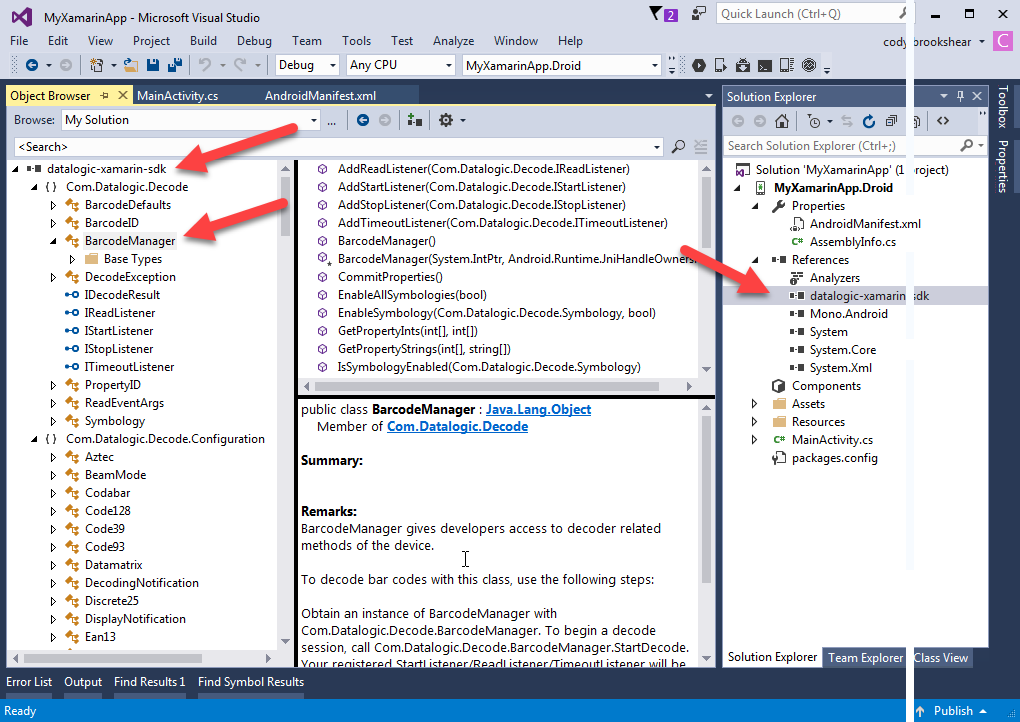 MyXamarinApp - Microsoft Visual Studio
2
Quick Launch (Ctrl+Q)
File Edit View Project Build Debug Team Tools Test Analyze Window Help
cody brookshear
C
Debug Any CPU MyXamarinApp.Droid
Object Browser MainActivity.cs AndroidManifest.xml
Browse: My Solution ...
<Search>
datalogic-xamarin-sdk
{ } Com.Datalogic.Decode
BarcodeDefaults
BarcodeID
BarcodeManager
Base Types
DecodeException
IDecodeResult
IReadListener
IStartListener
IStopListener
ITimeoutListener
PropertyID
ReadEventArgs
Symbology
{ } Com.Datalogic.Decode.Configuration
Aztec
BeamMode
Codabar
Code128
Code39
Code93
Datamatrix
DecodingNotification
Discrete25
DisplayNotification
Ean13
AddReadListener(Com.Datalogic.Decode.IReadListener)
AddStartListener(Com.Datalogic.Decode.IStartListener)
AddStopListener(Com.Datalogic.Decode.IStopListener)
AddTimeoutListener(Com.Datalogic.Decode.ITimeoutListener)
BarcodeManager()
BarcodeManager(System.IntPtr, Android.Runtime.JniHandleOwners
CommitProperties()
EnableAllSymbologies(bool)
EnableSymbology(Com.Datalogic.Decode.Symbology, bool)
GetPropertyInts(int[], int[])
GetPropertyStrings(int[], string[])
IsSymbologyEnabled(Com.Datalogic.Decode.Symbology)
public class BarcodeManager : Java.Lang.Object
Member of Com.Datalogic.Decode
Summary:
Remarks:
BarcodeManager gives developers access to decoder related
methods of the device.
To decode bar codes with this class, use the following steps:
Obtain an instance of BarcodeManager with
Com.Datalogic.Decode.BarcodeManager. To begin a decode
session, call Com.Datalogic.Decode.BarcodeManager.StartDecode.
Your registered StartListener/ReadListener/TimeoutListener will be
Solution Explorer
Search Solution Explorer (Ctrl+;)
Solution 'MyXamarinApp' (1 project)
MyXamarinApp.Droid
Properties
AndroidManifest.xml
C# AssemblyInfo.cs
References
Analyzers
datalogic-xamarin-sdk
Mono.Android
System
System.Core
System.Xml
Components
Assets
Resources
C# MainActivity.cs
packages.config
Solution Explorer Team Explorer Class View
Toolbox
Properties
Error List Output Find Results 1 Find Symbol Results
Ready
Publish